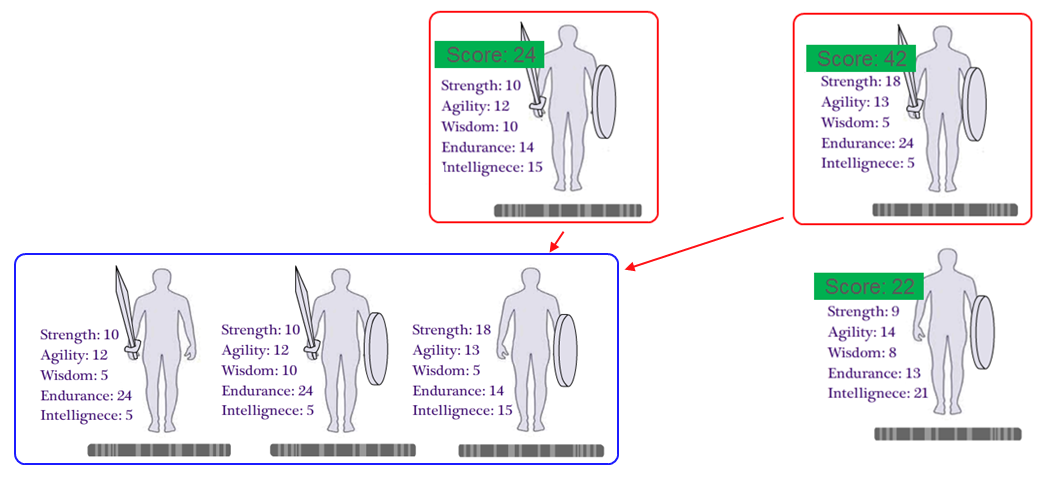 Score: 24
Strength: 10
Agility: 12
Wisdom: 10
Endurance: 14
Intellignece: 15
Score: 42
Strength: 18
Agility: 13
Wisdom: 5
Endurance: 24
Intellignece: 5
Strength: 10
Agility: 12
Wisdom: 5
Endurance: 24
Intellignece: 5
Strength: 10
Agility: 12
Wisdom: 10
Endurance: 24
Intellignece: 5
Strength: 18
Agility: 13
Wisdom: 5
Endurance: 14
Intellignece: 15
Score: 22
Strength: 9
Agility: 14
Wisdom: 8
Endurance: 13
Intellignece: 21